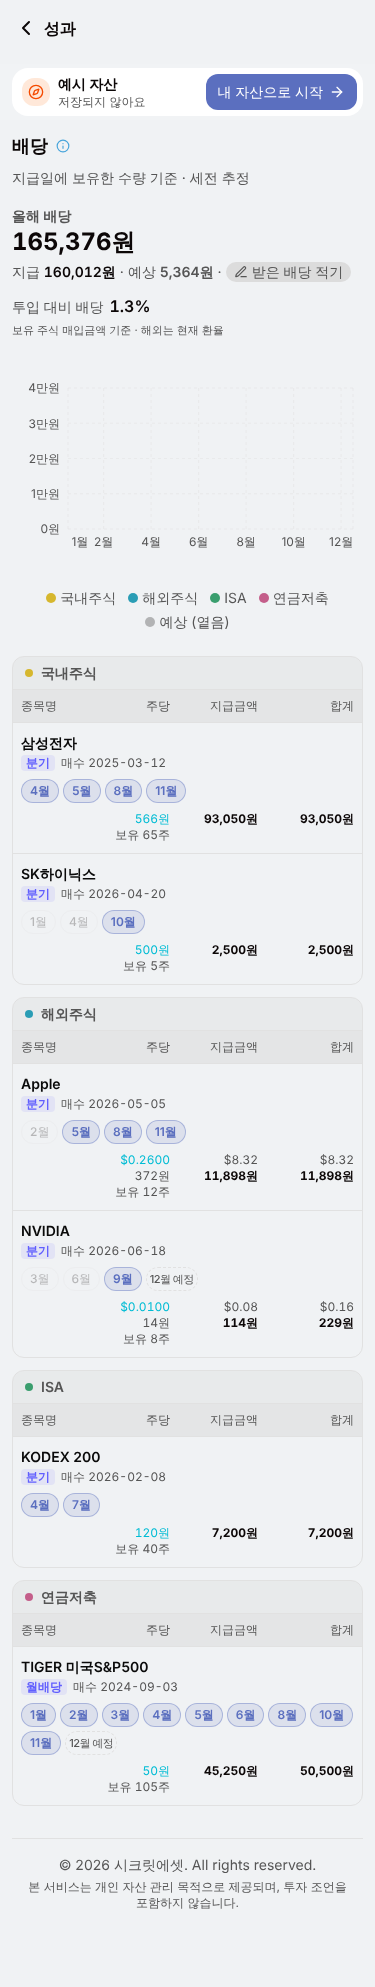 성과
예시 자산
저장되지 않아요
내 자산으로 시작
배당
지급일에 보유한 수량 기준 · 세전 추정
올해 배당
165,376원
지급 160,012원 · 예상 5,364원 · 받은 배당 적기
투입 대비 배당 1.3%
보유 주식 매입금액 기준 · 해외는 현재 환율
4만원
3만원
2만원
1만원
0원
1월 2월 4월 6월 8월 10월 12월
국내주식 해외주식 ISA 연금저축
예상 (옅음)
국내주식
종목명 주당 지급금액 합계
삼성전자
분기 매수 2025-03-12
4월 5월 8월 11월
566원 93,050원 93,050원
보유 65주
SK하이닉스
분기 매수 2026-04-20
1월 4월 10월
500원 2,500원 2,500원
보유 5주
해외주식
종목명 주당 지급금액 합계
Apple
분기 매수 2026-05-05
2월 5월 8월 11월
$0.2600 $8.32 $8.32
372원 11,898원 11,898원
보유 12주
NVIDIA
분기 매수 2026-06-18
3월 6월 9월 12월 예정
$0.0100 $0.08 $0.16
14원 114원 229원
보유 8주
ISA
종목명 주당 지급금액 합계
KODEX 200
분기 매수 2026-02-08
4월 7월
120원 7,200원 7,200원
보유 40주
연금저축
종목명 주당 지급금액 합계
TIGER 미국S&P500
월배당 매수 2024-09-03
1월 2월 3월 4월 5월 6월 8월 10월
11월 12월 예정
50원 45,250원 50,500원
보유 105주
© 2026 시크릿에셋. All rights reserved.
본 서비스는 개인 자산 관리 목적으로 제공되며, 투자 조언을
포함하지 않습니다.